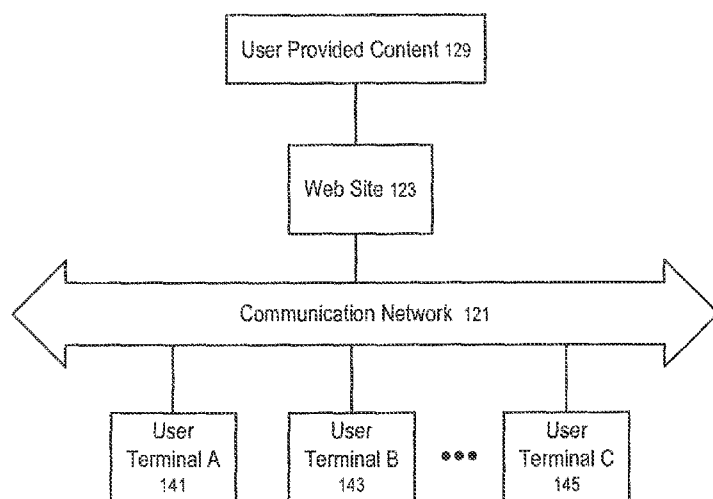 User Provided Content 129
Web Site 123
Communication Network 121
User
Terminal A
141
User
Terminal B
143
User
Terminal C
145